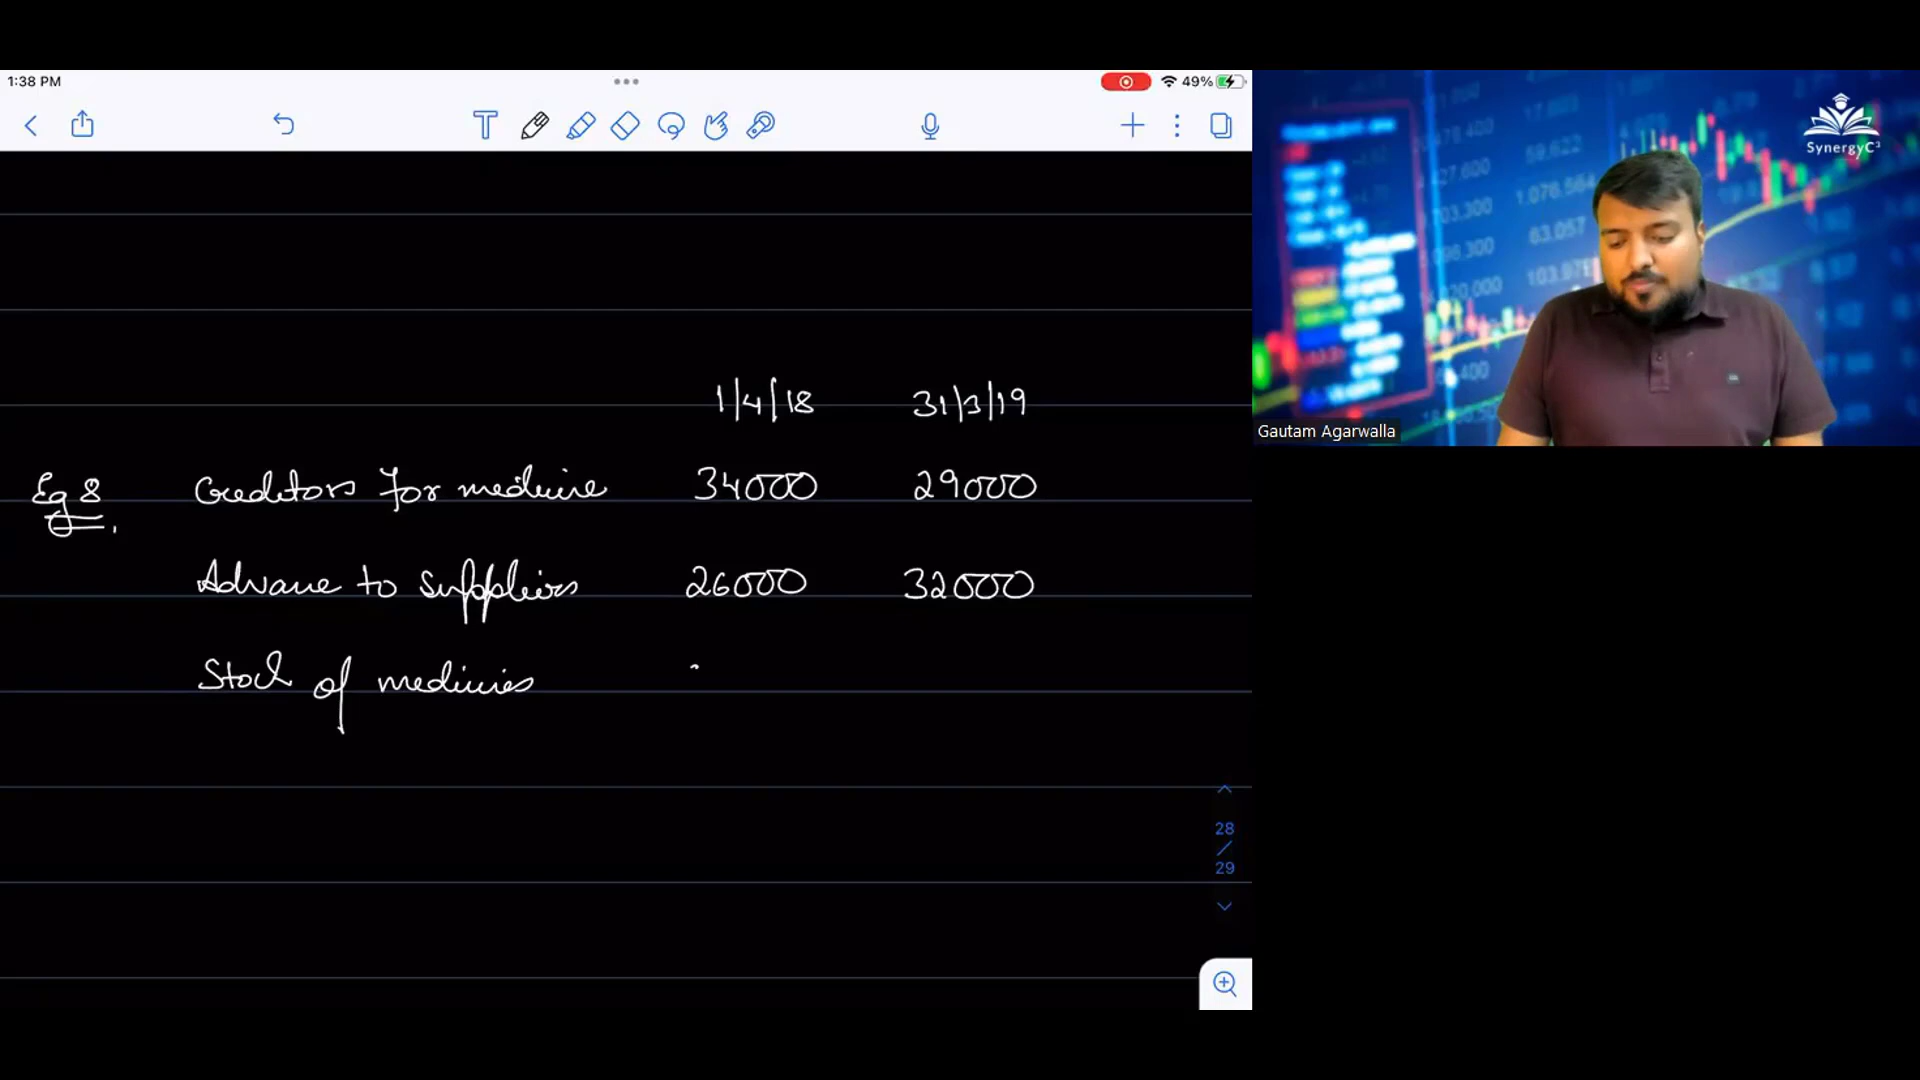 1:38 PM
49%
SynergyC³
1/4/18 31/3/19
Gautam Agarwalla
Eg 8 Creditors for medicine 34000 29000
Advance to suppliers 26000 32000
Stock of medicines
28
/
29